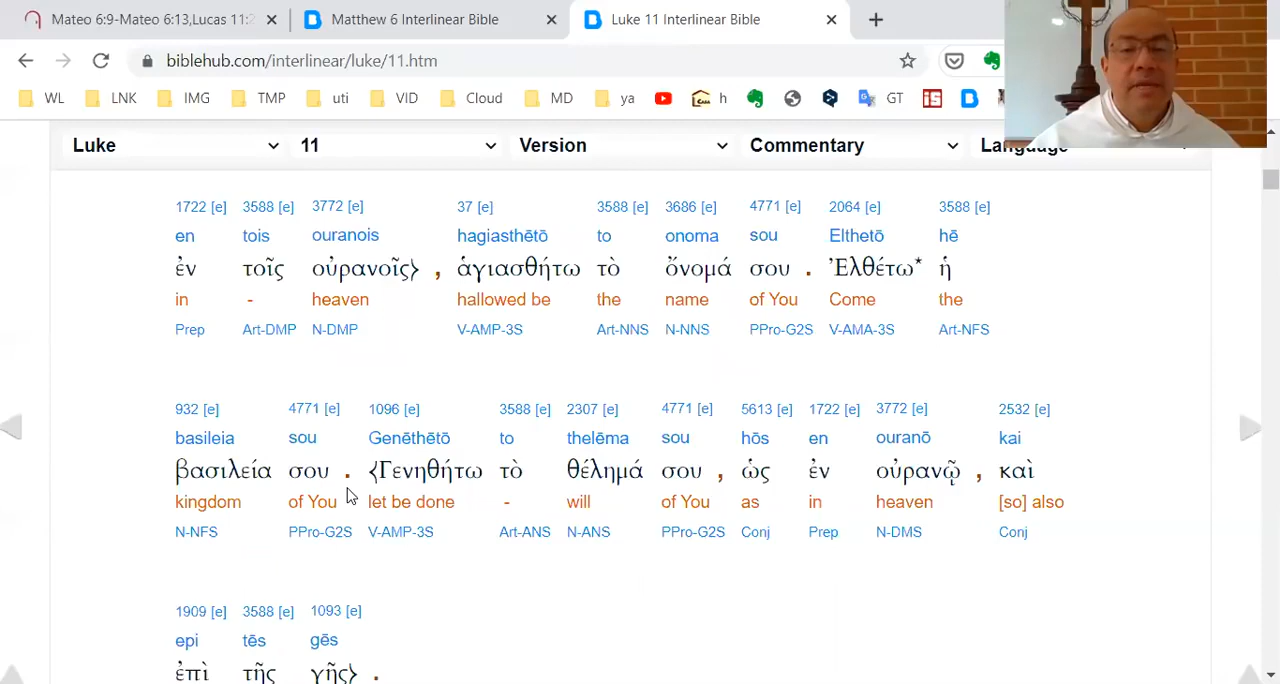 Mateo 6:9-Mateo 6:13,Lucas 11:2 Matthew 6 Interlinear Bible Luke 11 Interlinear Bible
biblehub.com/interlinear/luke/11.htm
WL LNK IMG TMP uti VID Cloud MD ya h GT
Luke 11 Version Commentary Language
1722 [e] 3588 [e] 3772 [e] 37 [e] 3588 [e] 3686 [e] 4771 [e] 2064 [e] 3588 [e]
en tois ouranois hagiasthētō to onoma sou Elthetō hē
ἐν τοῖς οὐρανοῖς⟩ , ἁγιασθήτω τὸ ὄνομά σου . Ἐλθέτω* ἡ
in - heaven hallowed be the name of You Come the
Prep Art-DMP N-DMP V-AMP-3S Art-NNS N-NNS PPro-G2S V-AMA-3S Art-NFS
932 [e] 4771 [e] 1096 [e] 3588 [e] 2307 [e] 4771 [e] 5613 [e] 1722 [e] 3772 [e] 2532 [e]
basileia sou Genēthētō to thelēma sou hōs en ouranō kai
βασιλεία σου . ⟨Γενηθήτω τὸ θέλημά σου , ὡς ἐν οὐρανῷ , καὶ
kingdom of You let be done - will of You as in heaven [so] also
N-NFS PPro-G2S V-AMP-3S Art-ANS N-ANS PPro-G2S Conj Prep N-DMS Conj
1909 [e] 3588 [e] 1093 [e]
epi tēs gēs
ἐπὶ τῆς γῆς⟩ .